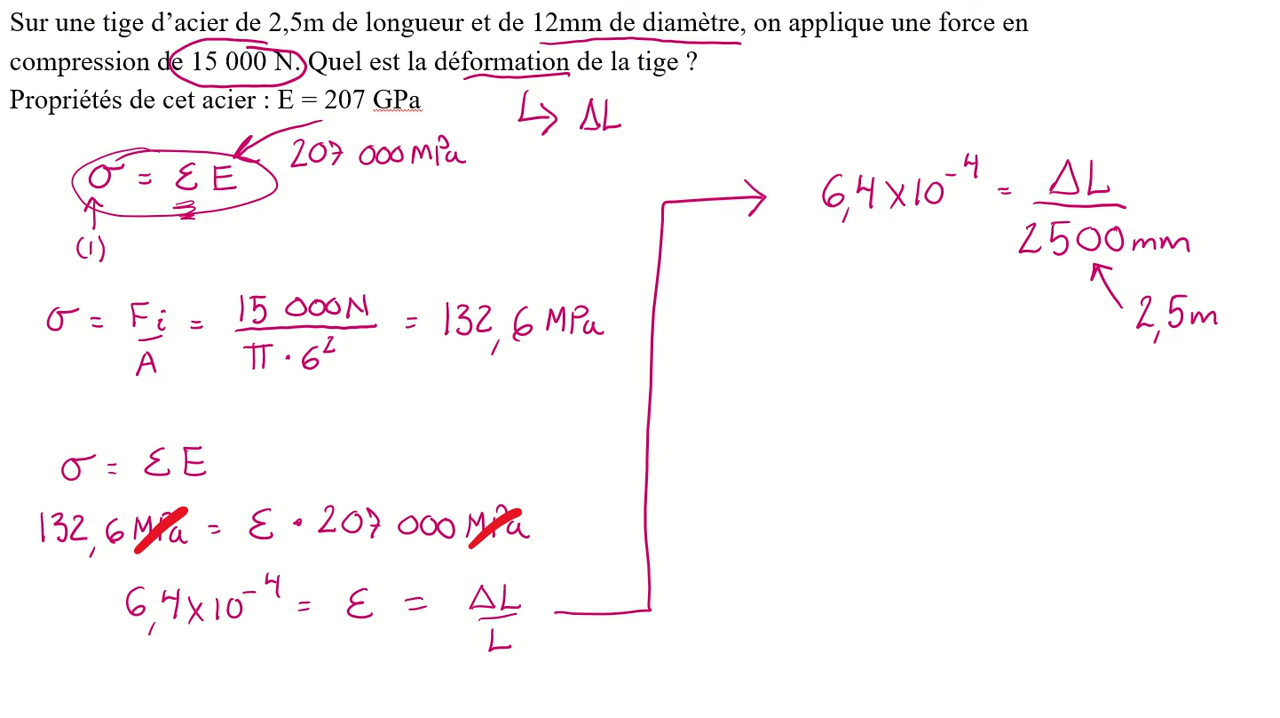 Sur une tige d’acier de 2,5m de longueur et de 12mm de diamètre, on applique une force en
compression de 15 000 N. Quel est la déformation de la tige ?
Propriétés de cet acier : E = 207 GPa
↳ ΔL
207 000 MPa
σ = ε E
(1)
σ = Fi / A = 15 000N / π · 6² = 132,6 MPa
σ = ε E
132,6 MPa = ε · 207 000 MPa
6,4 x 10⁻⁴ = ε = ΔL / L
6,4 x 10⁻⁴ = ΔL / 2500mm
2,5m